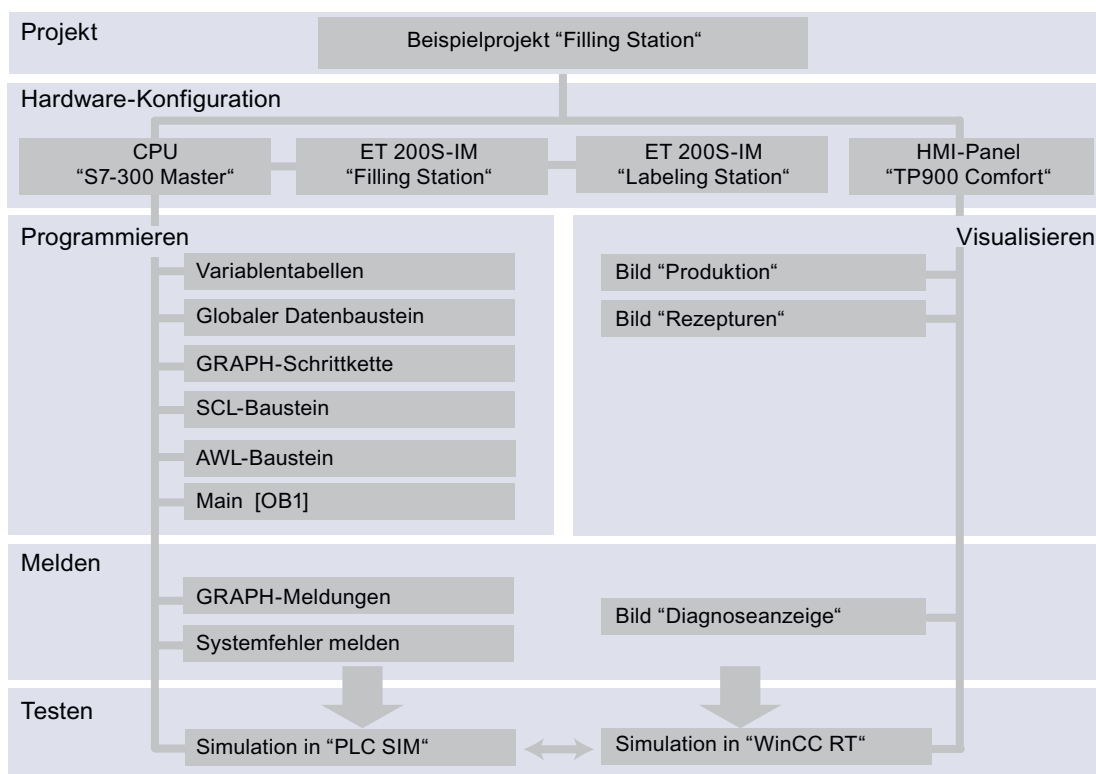 Projekt
Beispielprojekt “Filling Station“
Hardware-Konfiguration
CPU
“S7-300 Master“
ET 200S-IM
“Filling Station“
ET 200S-IM
“Labeling Station“
HMI-Panel
“TP900 Comfort“
Programmieren
Variablentabellen
Globaler Datenbaustein
GRAPH-Schrittkette
SCL-Baustein
AWL-Baustein
Main [OB1]
Visualisieren
Bild “Produktion“
Bild “Rezepturen“
Melden
GRAPH-Meldungen
Systemfehler melden
Bild “Diagnoseanzeige“
Testen
Simulation in “PLC SIM“
Simulation in “WinCC RT“